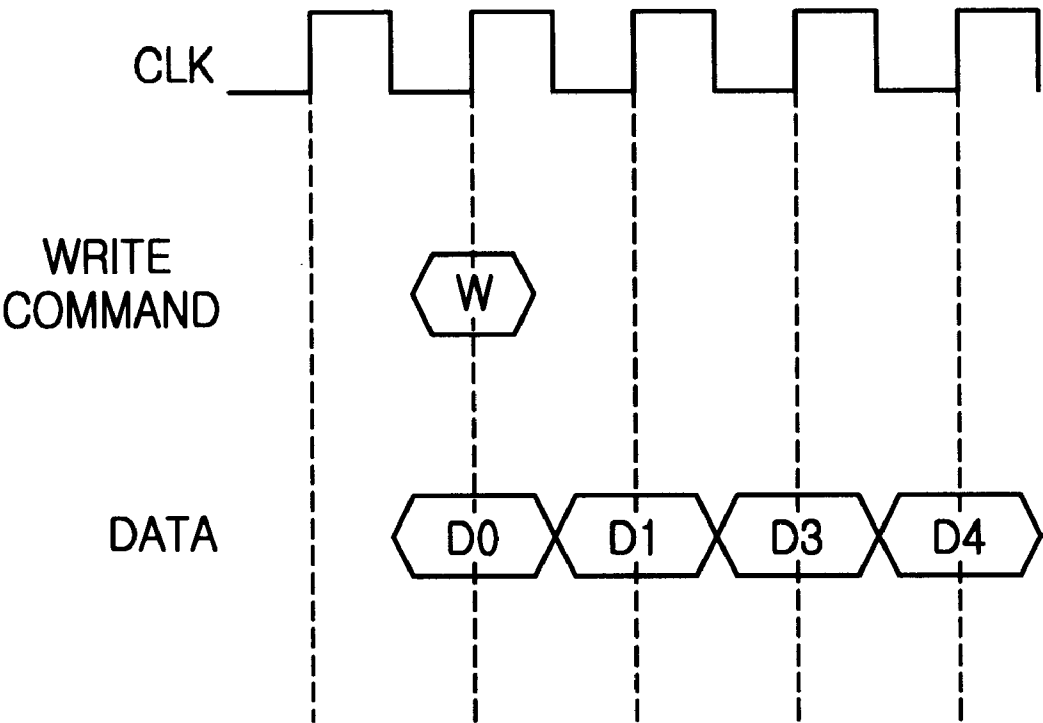 CLK
WRITE
COMMAND
W
DATA
D0 D1 D3 D4